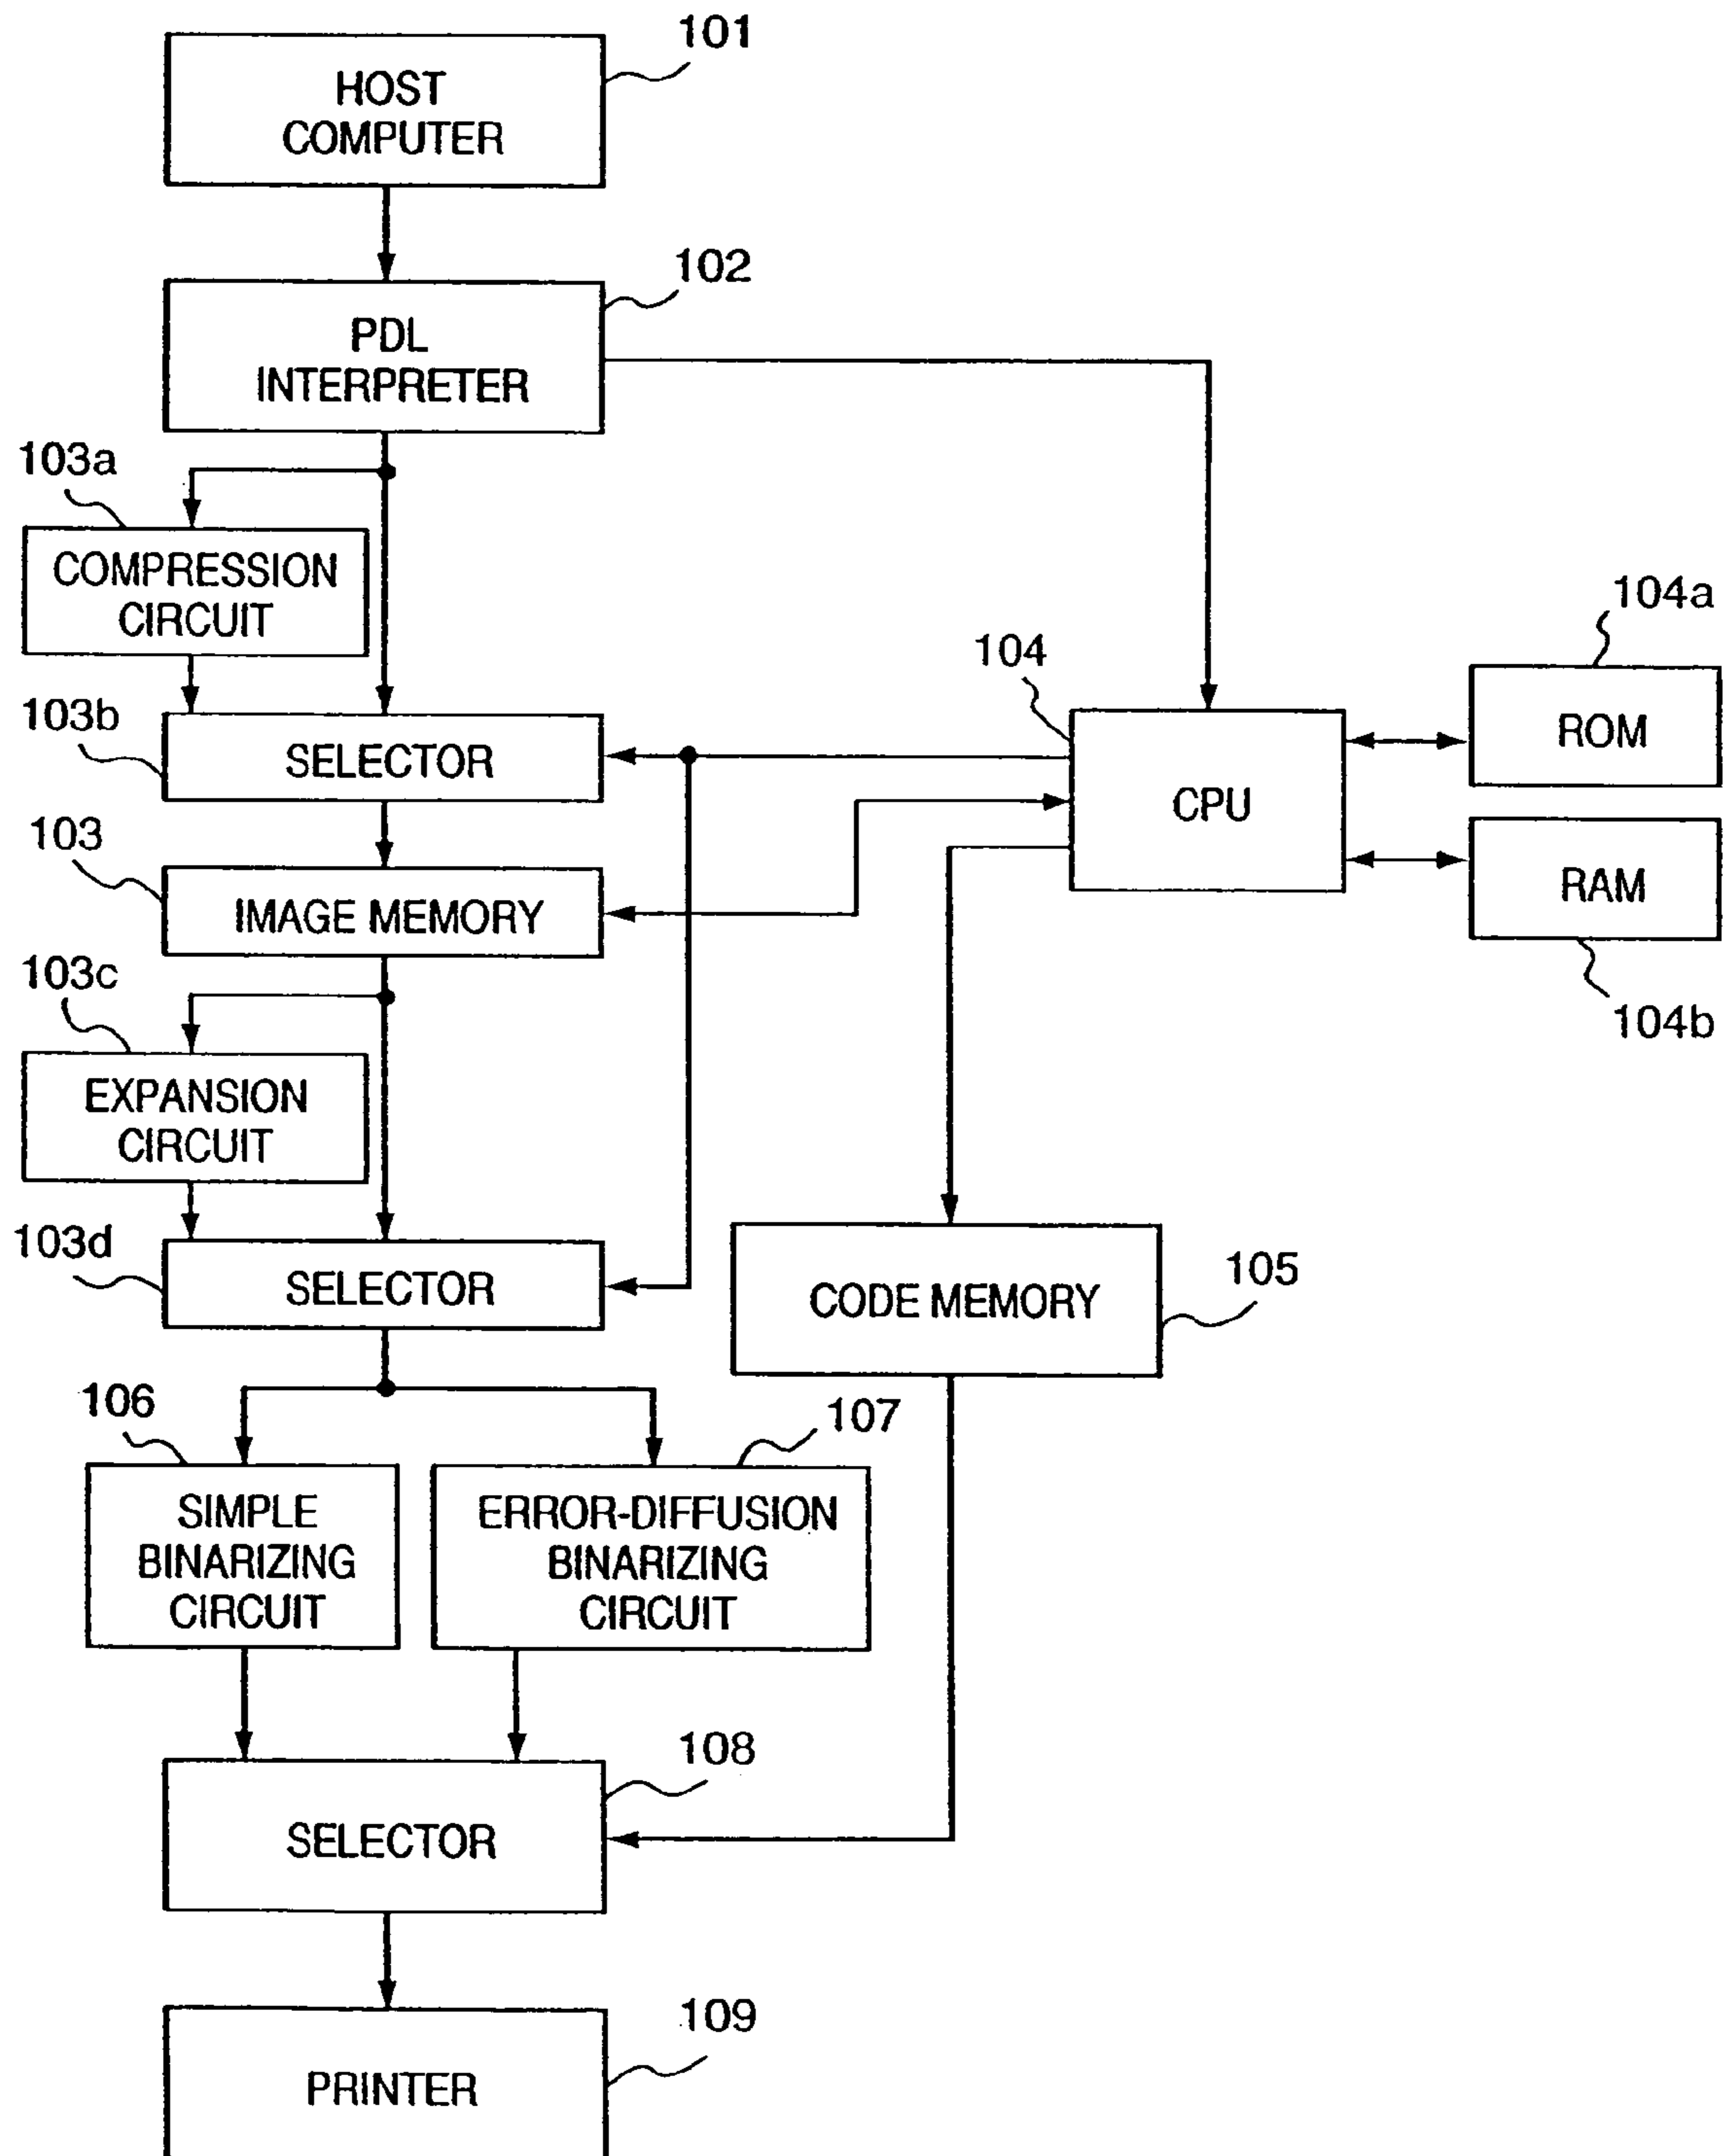 101
HOST
COMPUTER
102
PDL
INTERPRETER
103a
COMPRESSION
CIRCUIT
104a
104
ROM
103b
SELECTOR
CPU
103
IMAGE MEMORY
RAM
103c
104b
EXPANSION
CIRCUIT
103d
SELECTOR
105
CODE MEMORY
106
107
SIMPLE
BINARIZING
CIRCUIT
ERROR-DIFFUSION
BINARIZING
CIRCUIT
108
SELECTOR
109
PRINTER